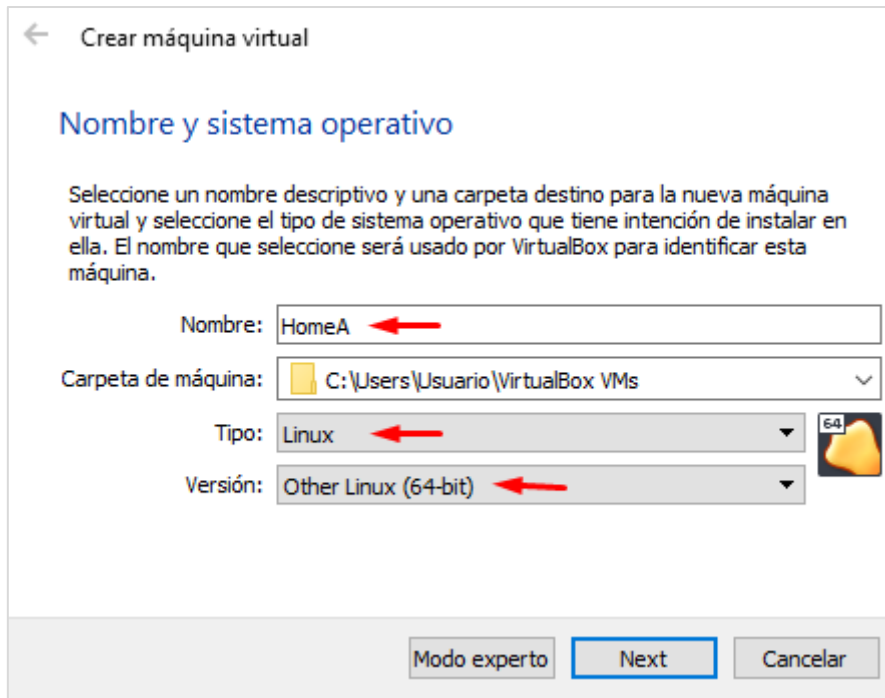 Crear máquina virtual
Nombre y sistema operativo
Seleccione un nombre descriptivo y una carpeta destino para la nueva máquina
virtual y seleccione el tipo de sistema operativo que tiene intención de instalar en
ella. El nombre que seleccione será usado por VirtualBox para identificar esta
máquina.
Nombre: HomeA
Carpeta de máquina: C:\Users\Usuario\VirtualBox VMs
Tipo: Linux
64
Versión: Other Linux (64-bit)
Modo experto Next Cancelar